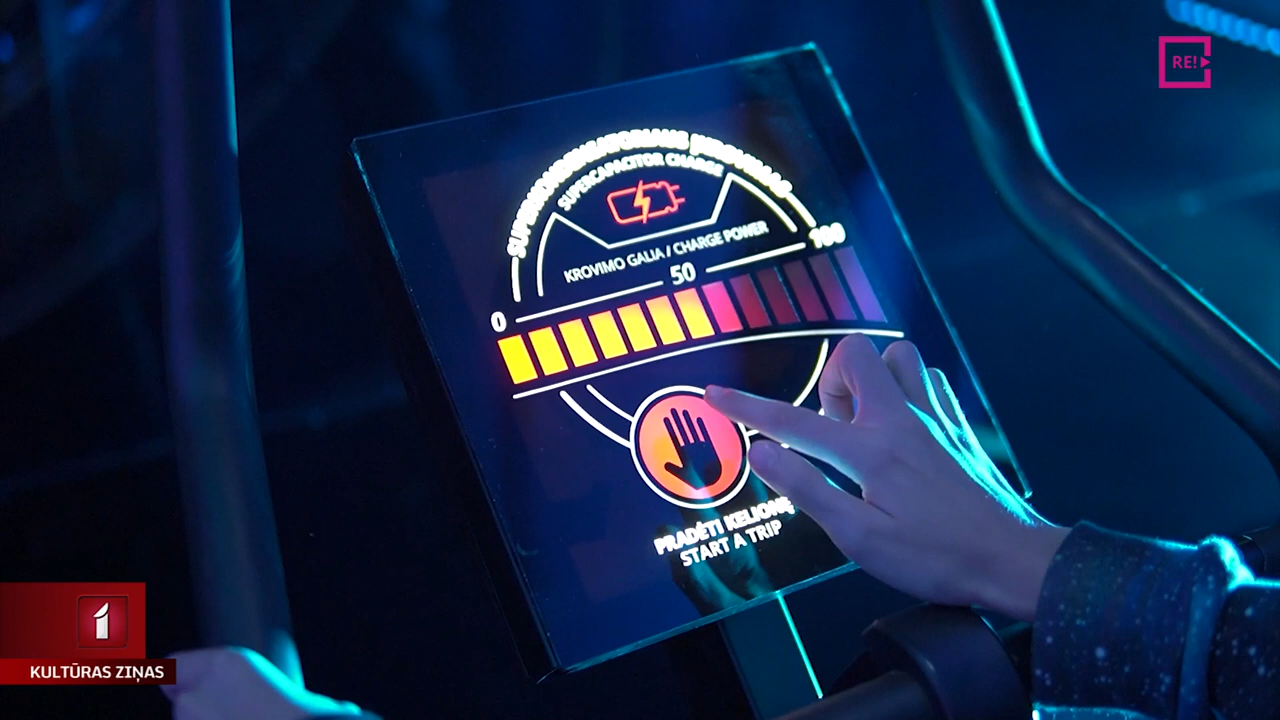 RE!
SUPERCAPACITOR CHARGE
KROVIMO GALIA / CHARGE POWER
0 50 100
PRADĖTI KELIONĘ
START A TRIP
1
KULTŪRAS ZIŅAS